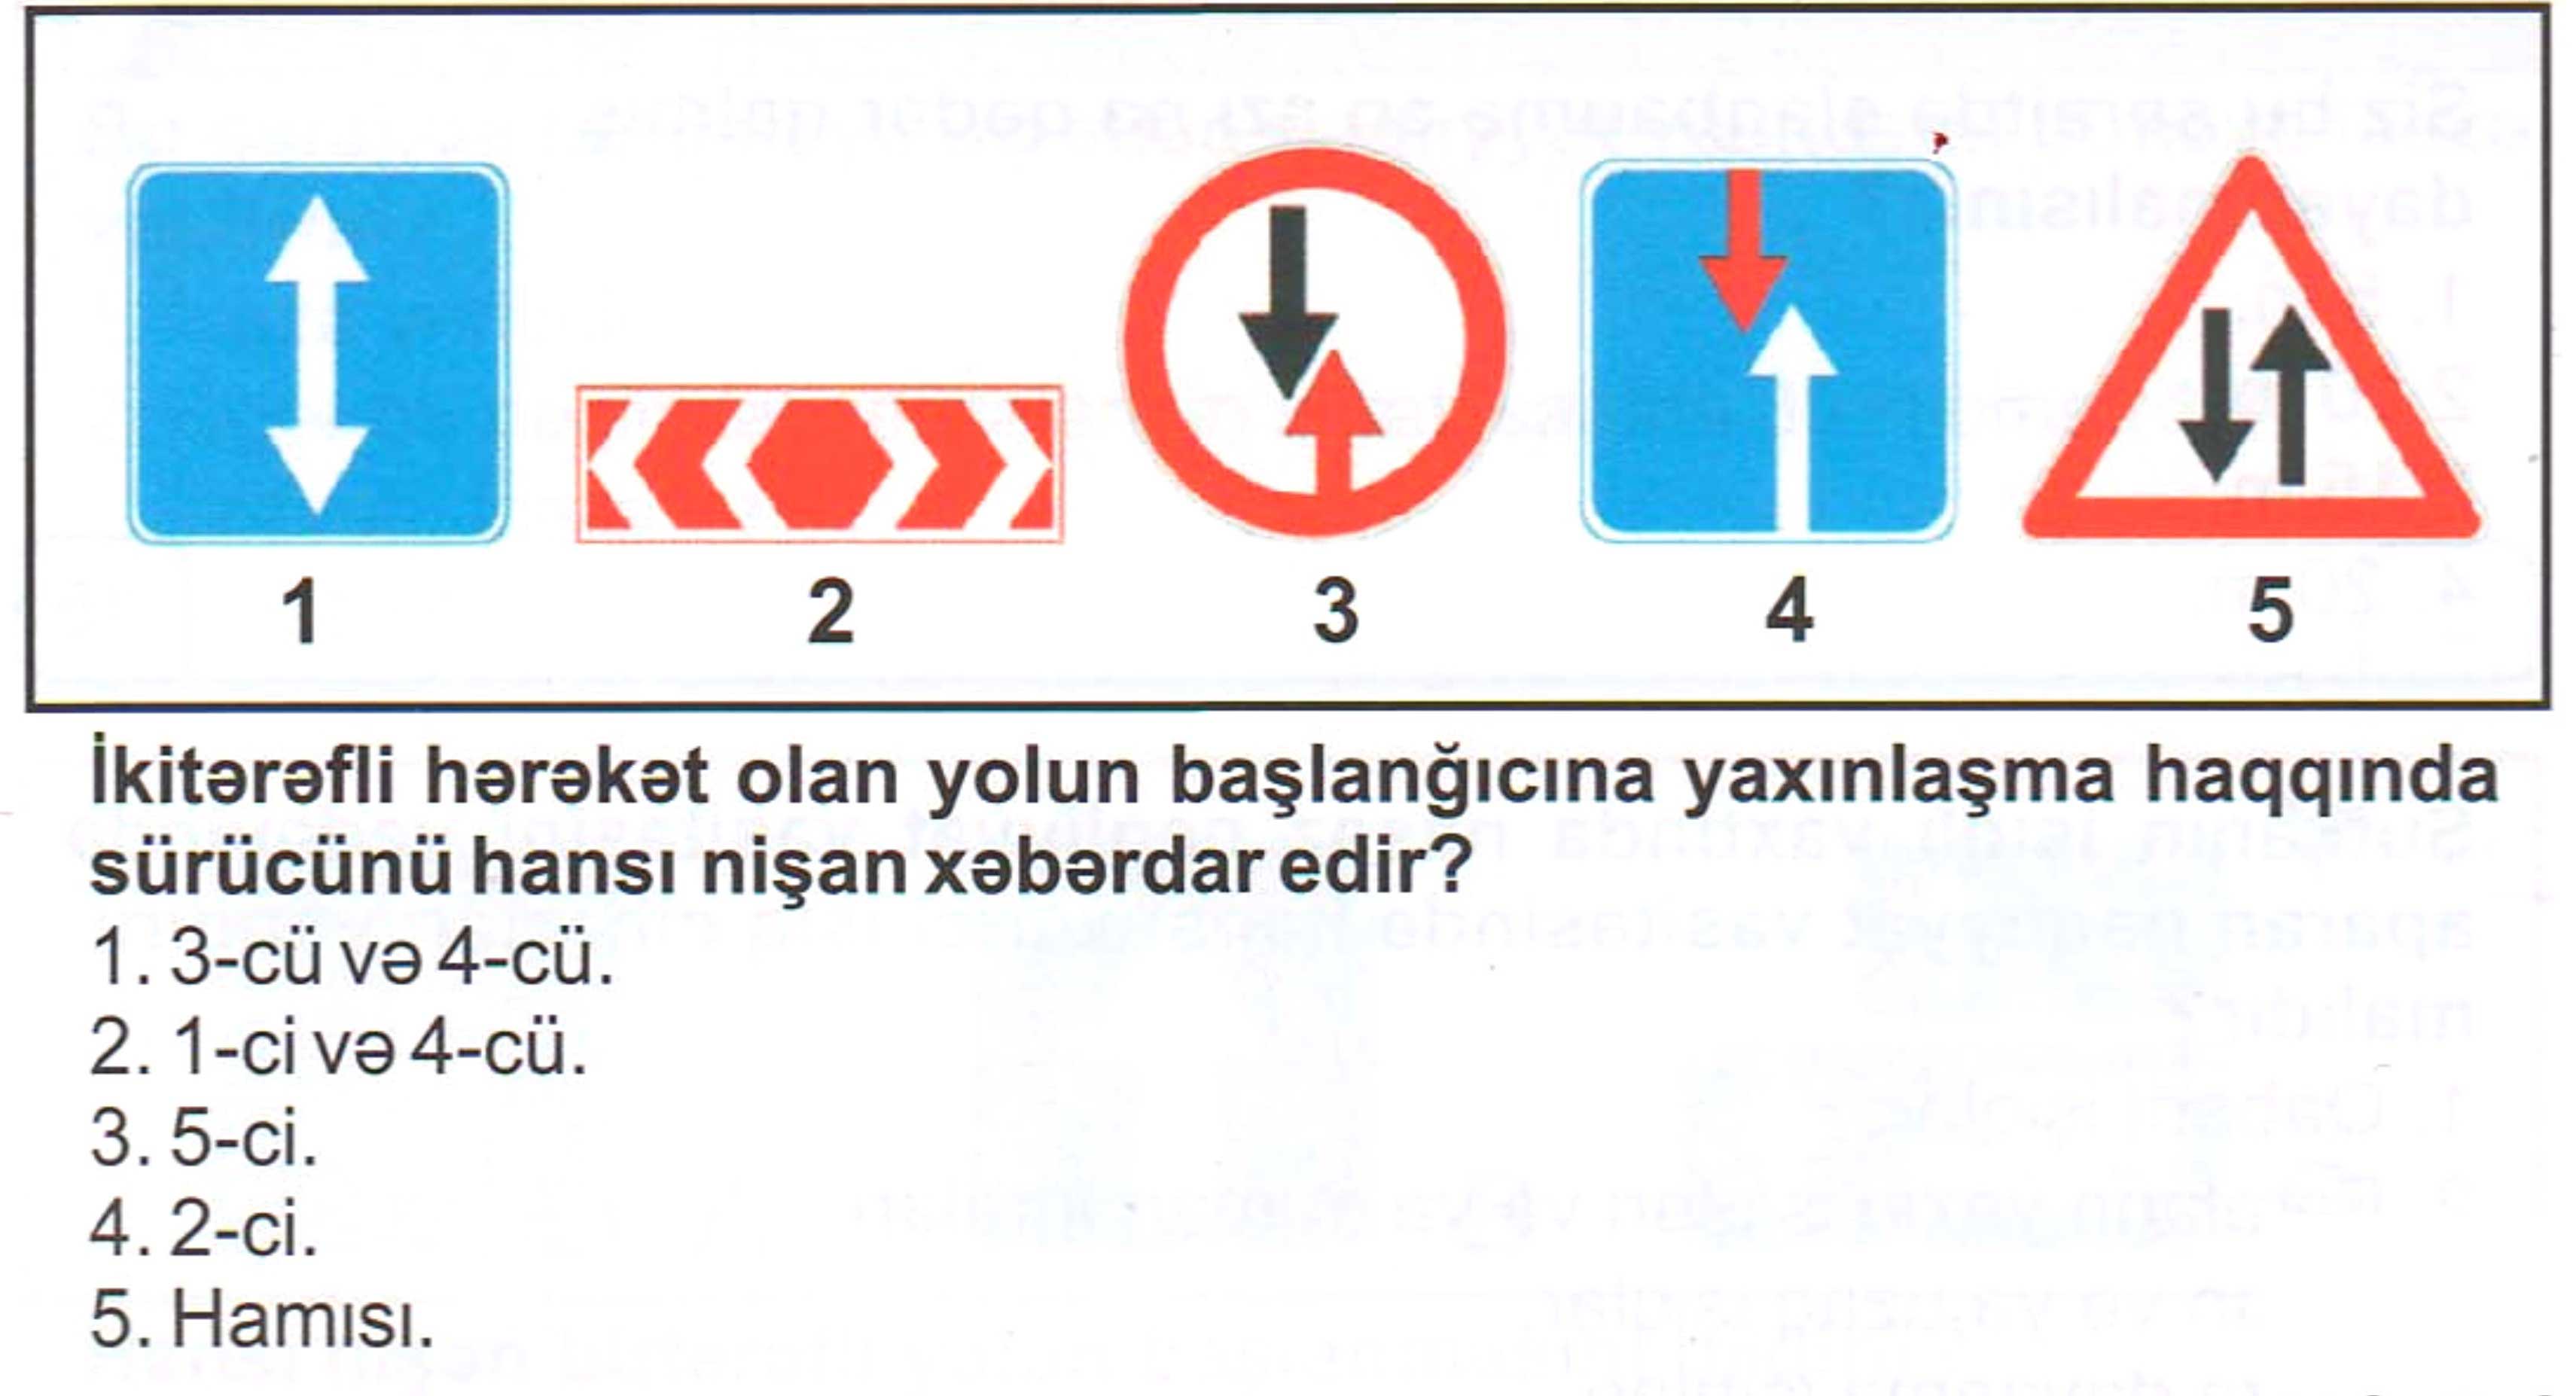 1 2 3 4 5
İkitərəfli hərəkət olan yolun başlanğıcına yaxınlaşma haqqında
sürücünü hansı nişan xəbərdar edir?
1. 3-cü və 4-cü.
2. 1-ci və 4-cü.
3. 5-ci.
4. 2-ci.
5. Hamısı.